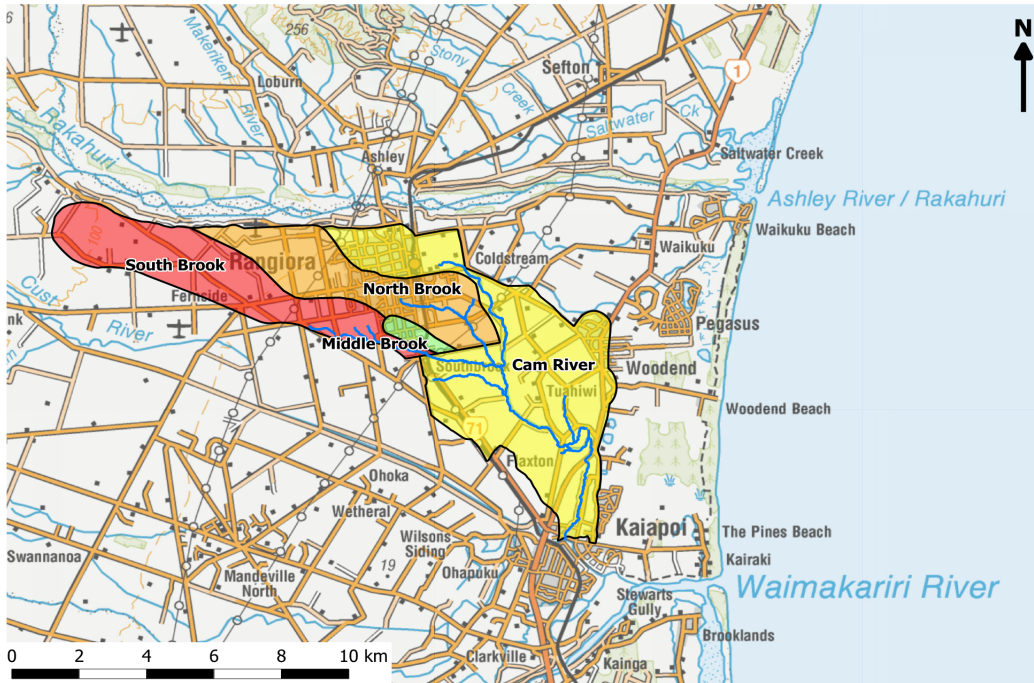 6
256
Makerikeri
River
Loburn
Stony
Creek
Sefton
1
N
Saltwater
Ck
Rakahuri
Ashley
Saltwater Creek
Ashley River / Rakahuri
Waikuku Beach
100
South Brook
Rangiora
Coldstream
Waikuku
Cust
River
Fernside
North Brook
Pegasus
nk
Middle Brook
Southbrook
Cam River
Woodend
Tuahiwi
Woodend Beach
71
Flaxton
Ohoka
Wetheral
Kaiapoi
The Pines Beach
Wilsons
Siding
Swannanoa
19
Kairaki
Mandeville
North
Ohapuku
Waimakariri River
Stewarts
Gully
Brooklands
0 2 4 6 8 10 km
Clarkville
Kainga